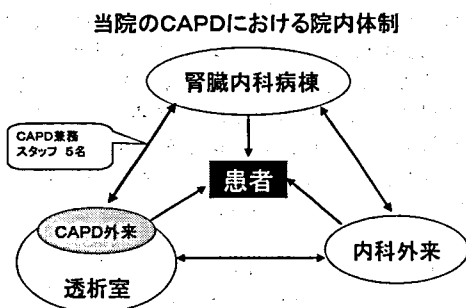 当院のCAPDにおける院内体制
腎臓内科病棟
CAPD兼務
スタッフ 5名
患者
CAPD外来
内科外来
透析室